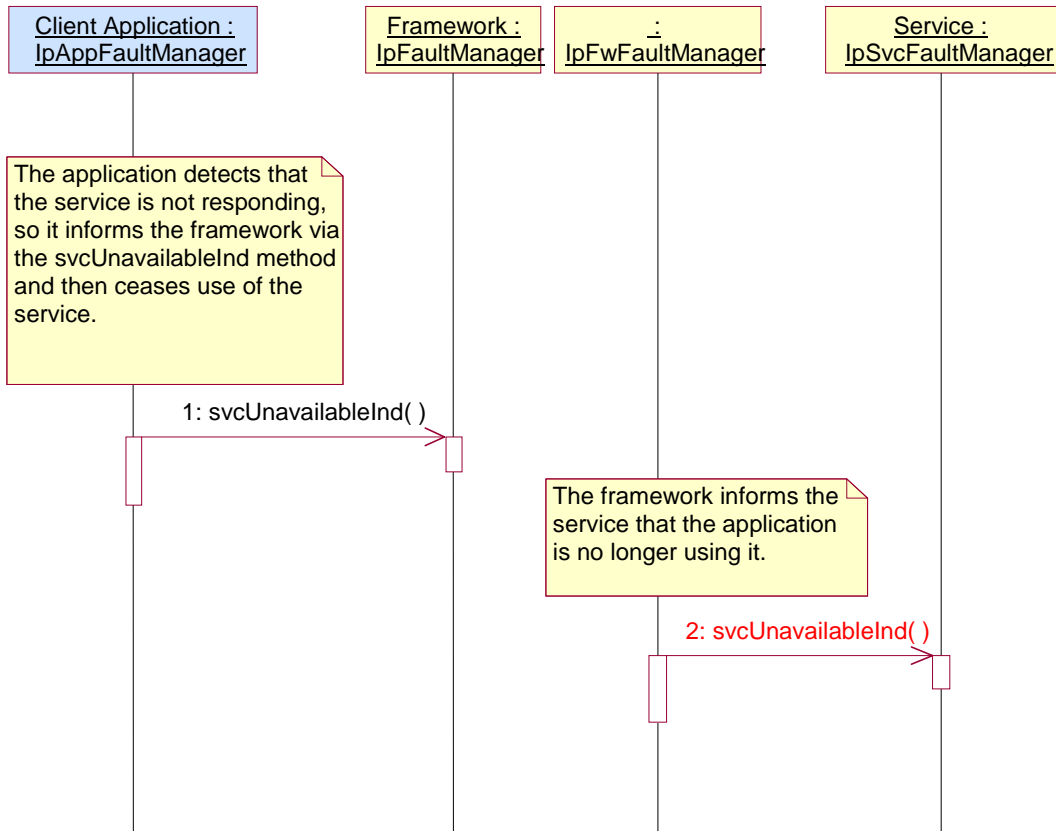 Client Application :
IpAppFaultManager
Framework :
IpFaultManager
:
IpFwFaultManager
Service :
IpSvcFaultManager
The application detects that
the service is not responding,
so it informs the framework via
the svcUnavailableInd method
and then ceases use of the
service.
1: svcUnavailableInd( )
The framework informs the
service that the application
is no longer using it.
2: svcUnavailableInd( )